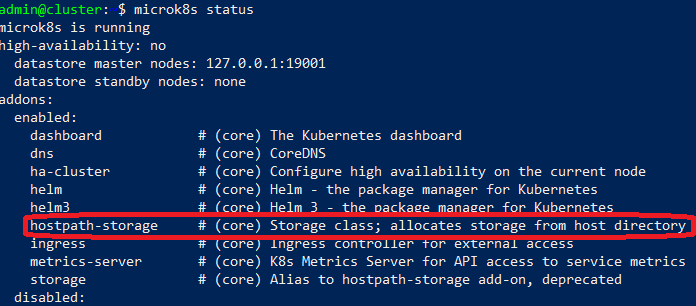 admin@cluster: $ microk8s status
microk8s is running
high-availability: no
datastore master nodes: 127.0.0.1:19001
datastore standby nodes: none
addons:
enabled:
dashboard # (core) The Kubernetes dashboard
dns # (core) CoreDNS
ha-cluster # (core) Configure high availability on the current node
helm # (core) Helm - the package manager for Kubernetes
helm3 # (core) Helm 3 - the package manager for Kubernetes
hostpath-storage # (core) Storage class; allocates storage from host directory
ingress # (core) Ingress controller for external access
metrics-server # (core) K8s Metrics Server for API access to service metrics
storage # (core) Alias to hostpath-storage add-on, deprecated
disabled: